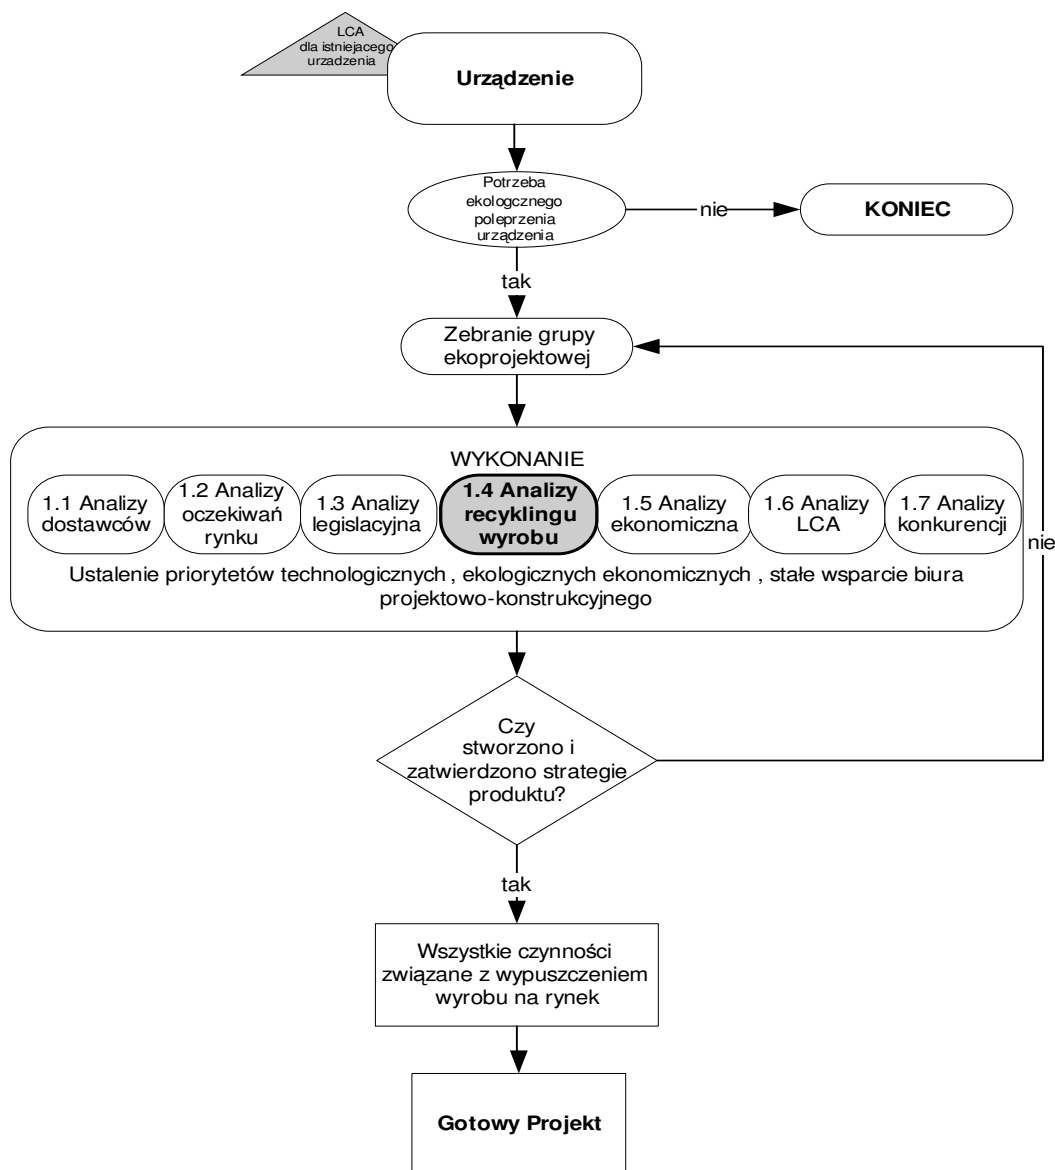 LCA
dla istniejacego
urzadzenia
Urządzenie
Potrzeba
ekologcznego
poleprzenia
urządzenia
nie
KONIEC
tak
Zebranie grupy
ekoprojektowej
WYKONANIE
1.1 Analizy
dostawców
1.2 Analizy
oczekiwań
rynku
1.3 Analizy
legislacyjna
1.4 Analizy
recyklingu
wyrobu
1.5 Analizy
ekonomiczna
1.6 Analizy
LCA
1.7 Analizy
konkurencji
nie
Ustalenie priorytetów technologicznych , ekologicznych ekonomicznych , stałe wsparcie biura
projektowo-konstrukcyjnego
Czy
stworzono i
zatwierdzono strategie
produktu?
tak
Wszystkie czynności
związane z wypuszczeniem
wyrobu na rynek
Gotowy Projekt